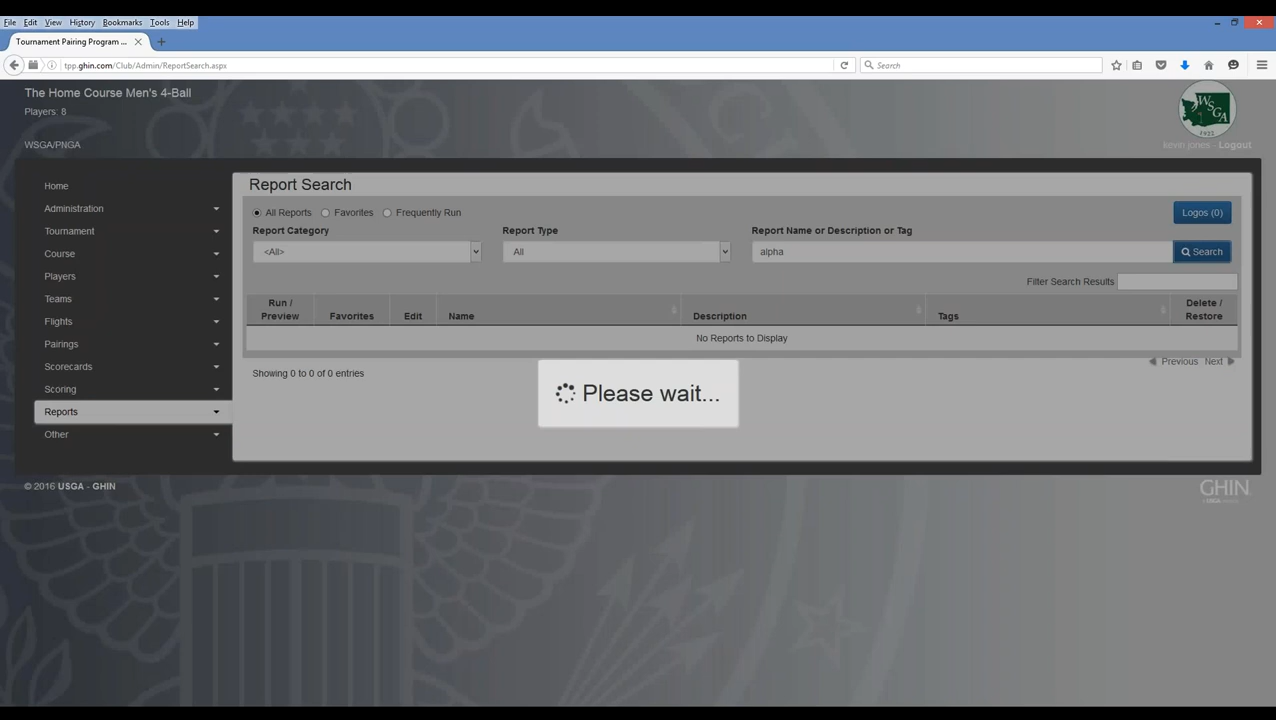 File Edit View History Bookmarks Tools Help
Tournament Pairing Program ...
tpp.ghin.com/Club/Admin/ReportSearch.aspx
Search
The Home Course Men's 4-Ball
Players: 8
WSGA
1922
WSGA/PNGA
kevin jones - Logout
Home
Administration
Tournament
Course
Players
Teams
Flights
Pairings
Scorecards
Scoring
Reports
Other
Report Search
All Reports Favorites Frequently Run
Logos (0)
Report Category Report Type Report Name or Description or Tag
<All> All alpha Search
Filter Search Results
Run / Preview Favorites Edit Name Description Tags Delete / Restore
No Reports to Display
Showing 0 to 0 of 0 entries
Previous Next
Please wait...
© 2016 USGA - GHIN
GHIN